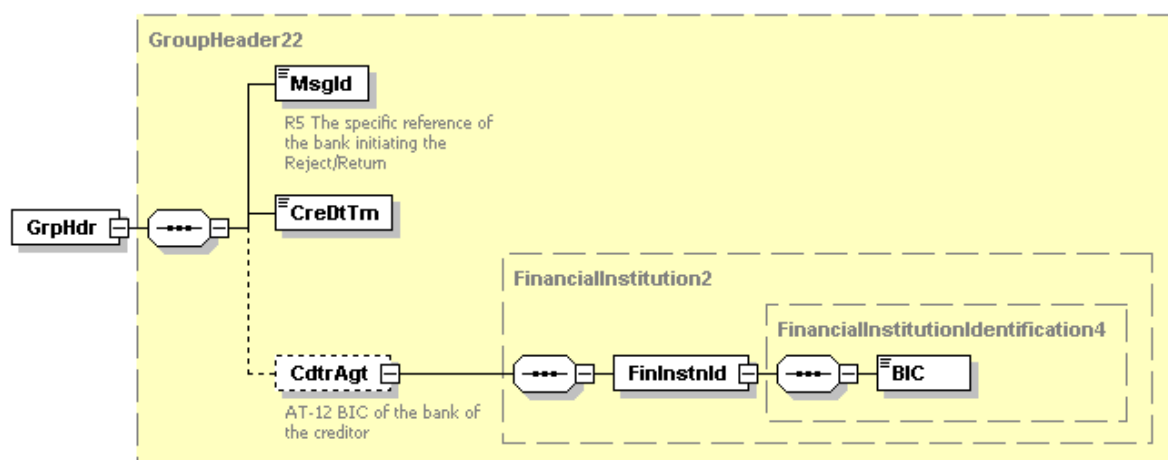 GroupHeader22
MsgId
R5 The specific reference of
the bank initiating the
Reject/Return
GrpHdr
CreDtTm
FinancialInstitution2
FinancialInstitutionIdentification4
CdtrAgt
FinInstnId
BIC
AT-12 BIC of the bank of
the creditor